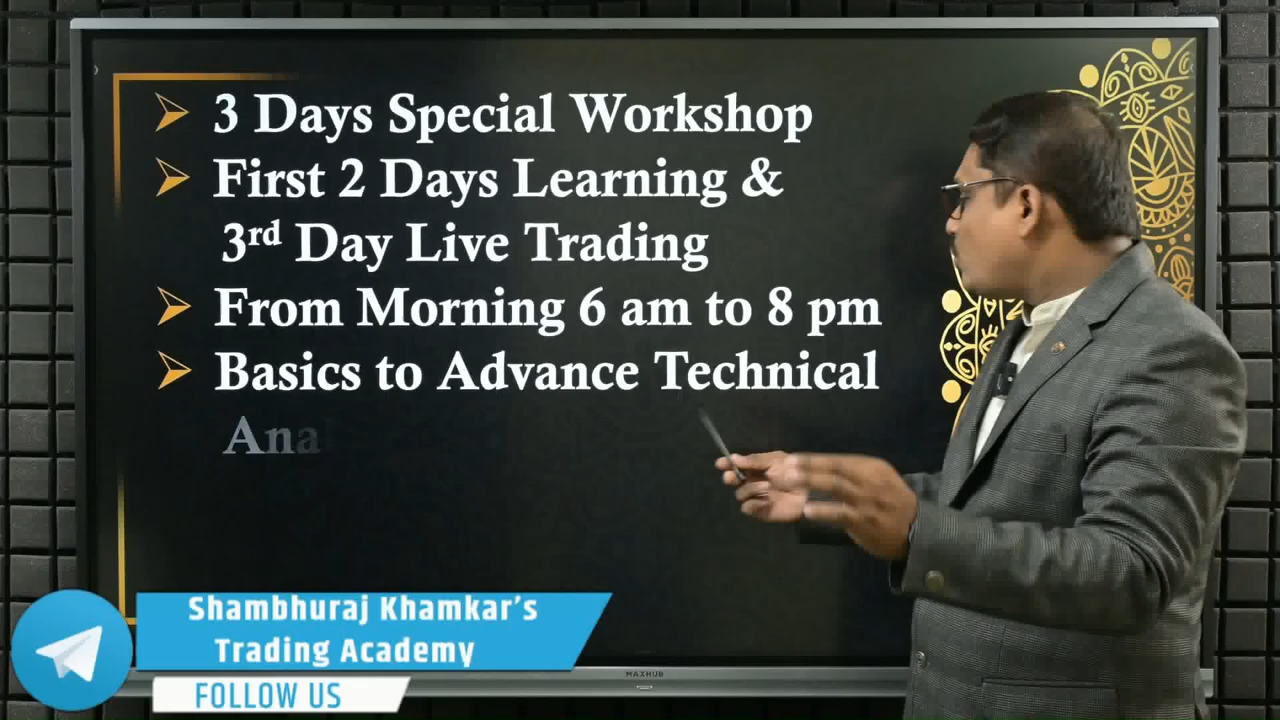 3 Days Special Workshop
First 2 Days Learning &
3rd Day Live Trading
From Morning 6 am to 8 pm
Basics to Advance Technical
Ana
Shambhuraj Khamkar’s
Trading Academy
FOLLOW US
MAXHUB